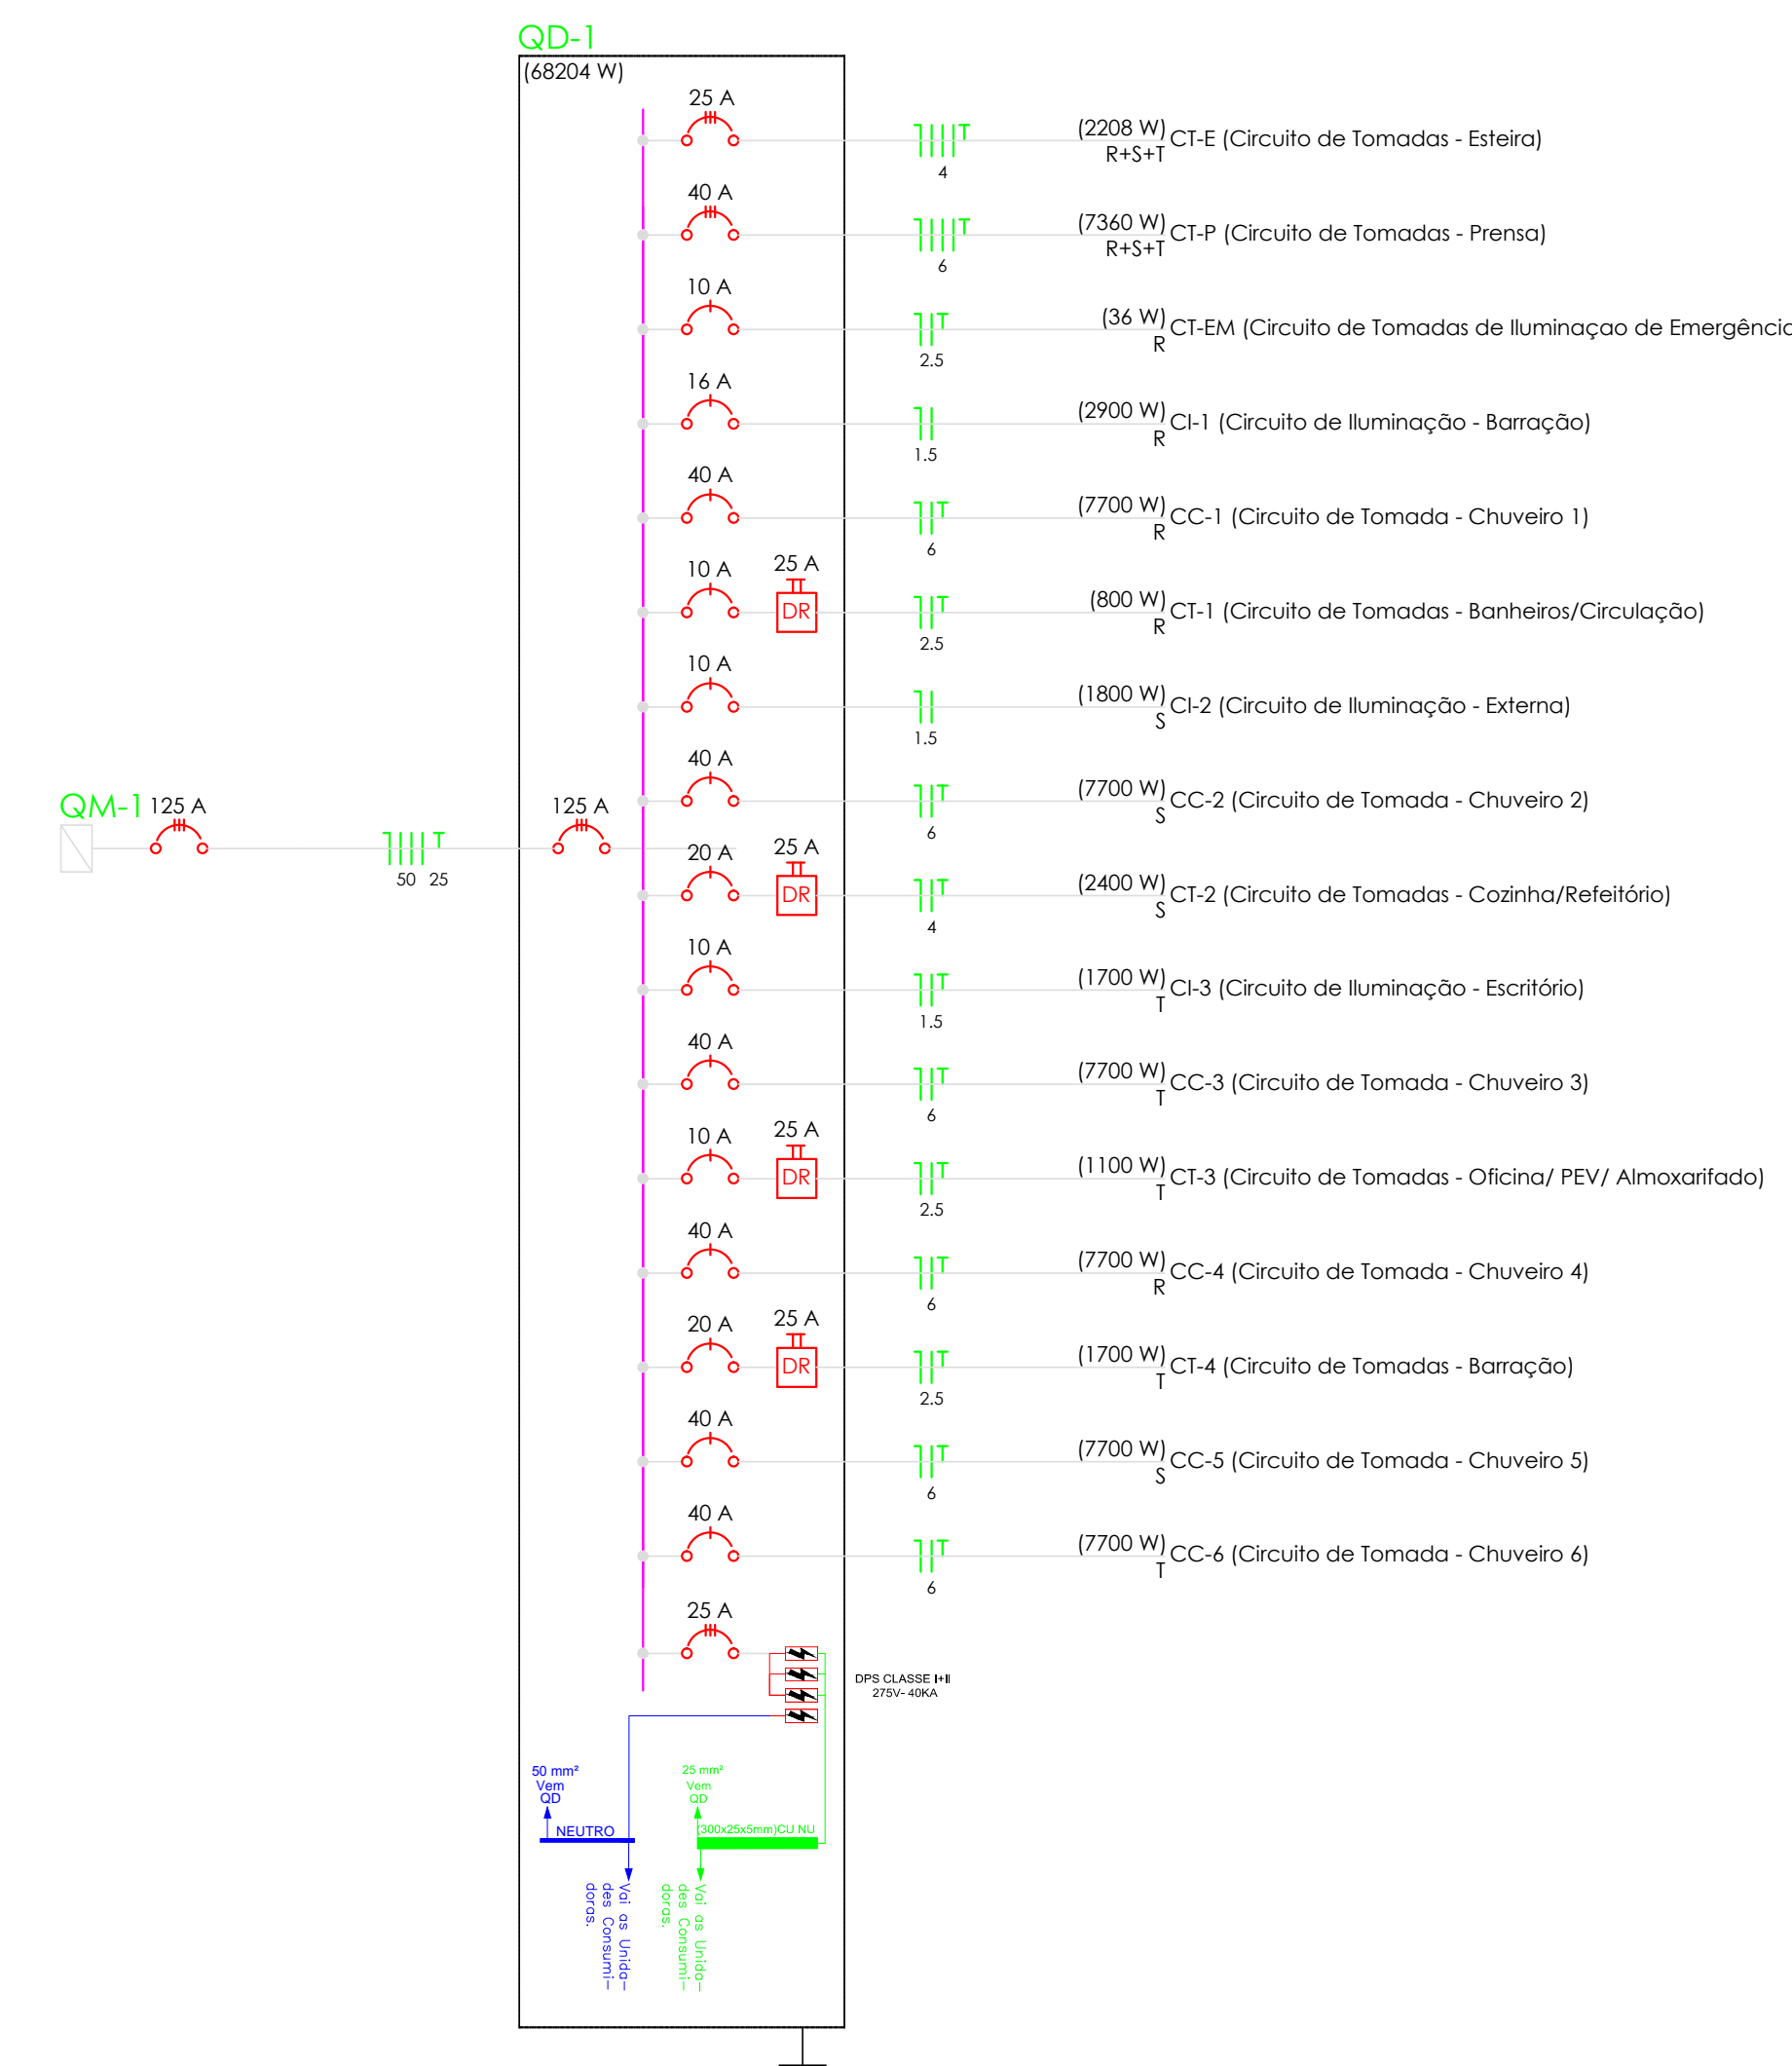 QD-1
(68204 W)
25 A
(2208 W)
R+S+T
CT-E (Circuito de Tomadas - Esteira)
4
40 A
(7360 W)
R+S+T
CT-P (Circuito de Tomadas - Prensa)
6
10 A
(36 W)
R
CT-EM (Circuito de Tomadas de Iluminaçao de Emergênci
2.5
16 A
(2900 W)
R
CI-1 (Circuito de Iluminação - Barração)
1.5
40 A
(7700 W)
R
CC-1 (Circuito de Tomada - Chuveiro 1)
6
10 A
25 A
DR
(800 W)
R
CT-1 (Circuito de Tomadas - Banheiros/Circulação)
2.5
10 A
(1800 W)
S
CI-2 (Circuito de Iluminação - Externa)
1.5
40 A
(7700 W)
S
CC-2 (Circuito de Tomada - Chuveiro 2)
6
QM-1
125 A
50 25
125 A
20 A
25 A
DR
(2400 W)
S
CT-2 (Circuito de Tomadas - Cozinha/Refeitório)
4
10 A
(1700 W)
T
CI-3 (Circuito de Iluminação - Escritório)
1.5
40 A
(7700 W)
T
CC-3 (Circuito de Tomada - Chuveiro 3)
6
10 A
25 A
DR
(1100 W)
T
CT-3 (Circuito de Tomadas - Oficina/ PEV/ Almoxarifado)
2.5
40 A
(7700 W)
R
CC-4 (Circuito de Tomada - Chuveiro 4)
6
20 A
25 A
DR
(1700 W)
T
CT-4 (Circuito de Tomadas - Barração)
2.5
40 A
(7700 W)
S
CC-5 (Circuito de Tomada - Chuveiro 5)
6
40 A
(7700 W)
T
CC-6 (Circuito de Tomada - Chuveiro 6)
6
25 A
DPS CLASSE I+II
275V- 40KA
50 mm²
Vem
QD
NEUTRO
Vai as Unida-
des Consumi-
doras.
25 mm²
Vem
QD
(300x25x5mm)CU NU
Vai as Unida-
des Consumi-
doras.